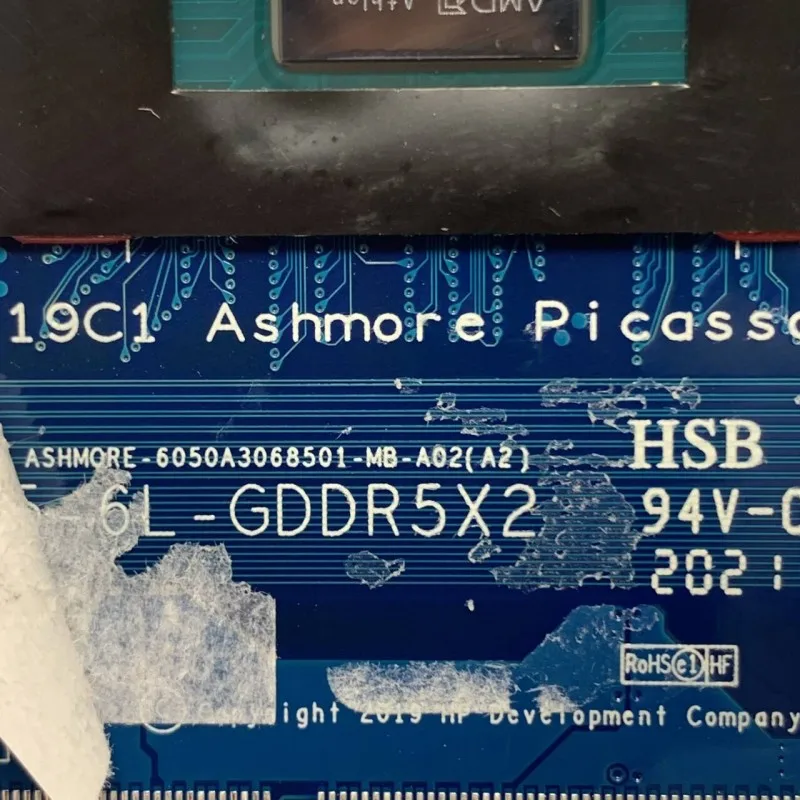 AMD
19C1 Ashmore Picasso
ASHMORE-6050A3068501-MB-A02(A2)
HSB
6L-GDDR5X2
94V-0
2021
RoHS e1 HF
Copyright 2019 HP Development Company